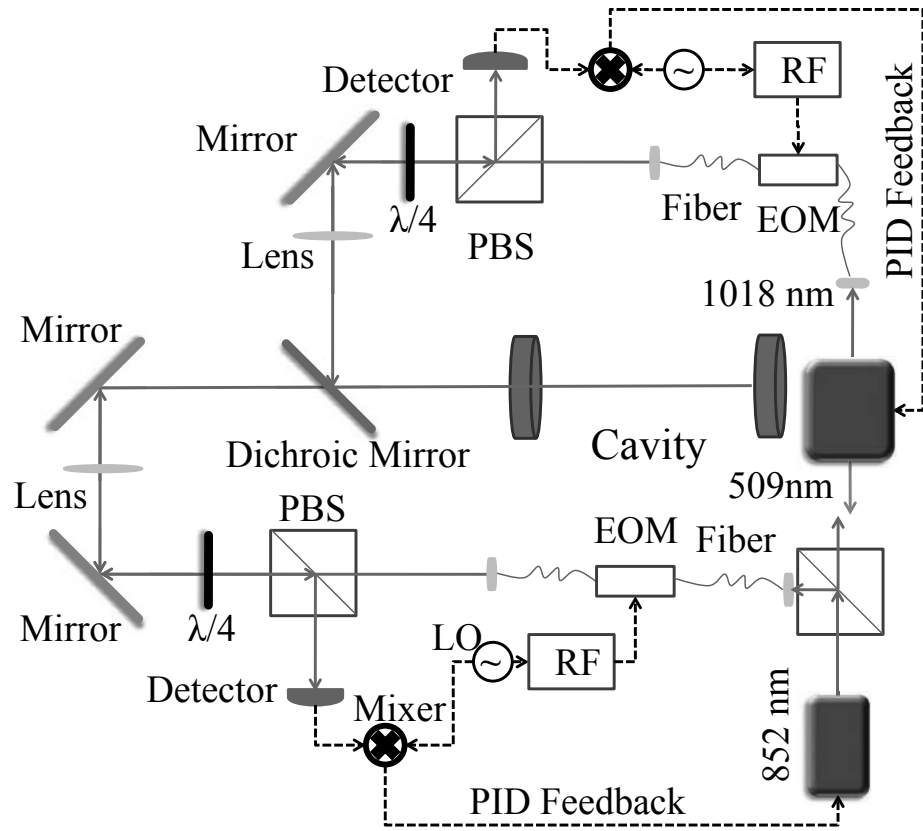 Detector
~
RF
Mirror
λ/4
PBS
Fiber
EOM
PID Feedback
Lens
1018 nm
Mirror
Dichroic Mirror
Cavity
509nm
Lens
PBS
EOM
Fiber
Mirror
λ/4
LO
~
RF
Detector
Mixer
852 nm
PID Feedback